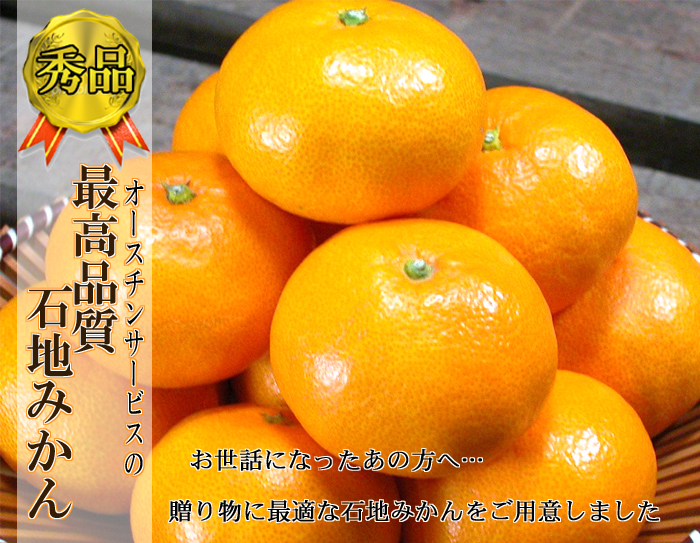 秀品
オースチンサービスの
最高品質
石地みかん
お世話になったあの方へ…
贈り物に最適な石地みかんをご用意しました